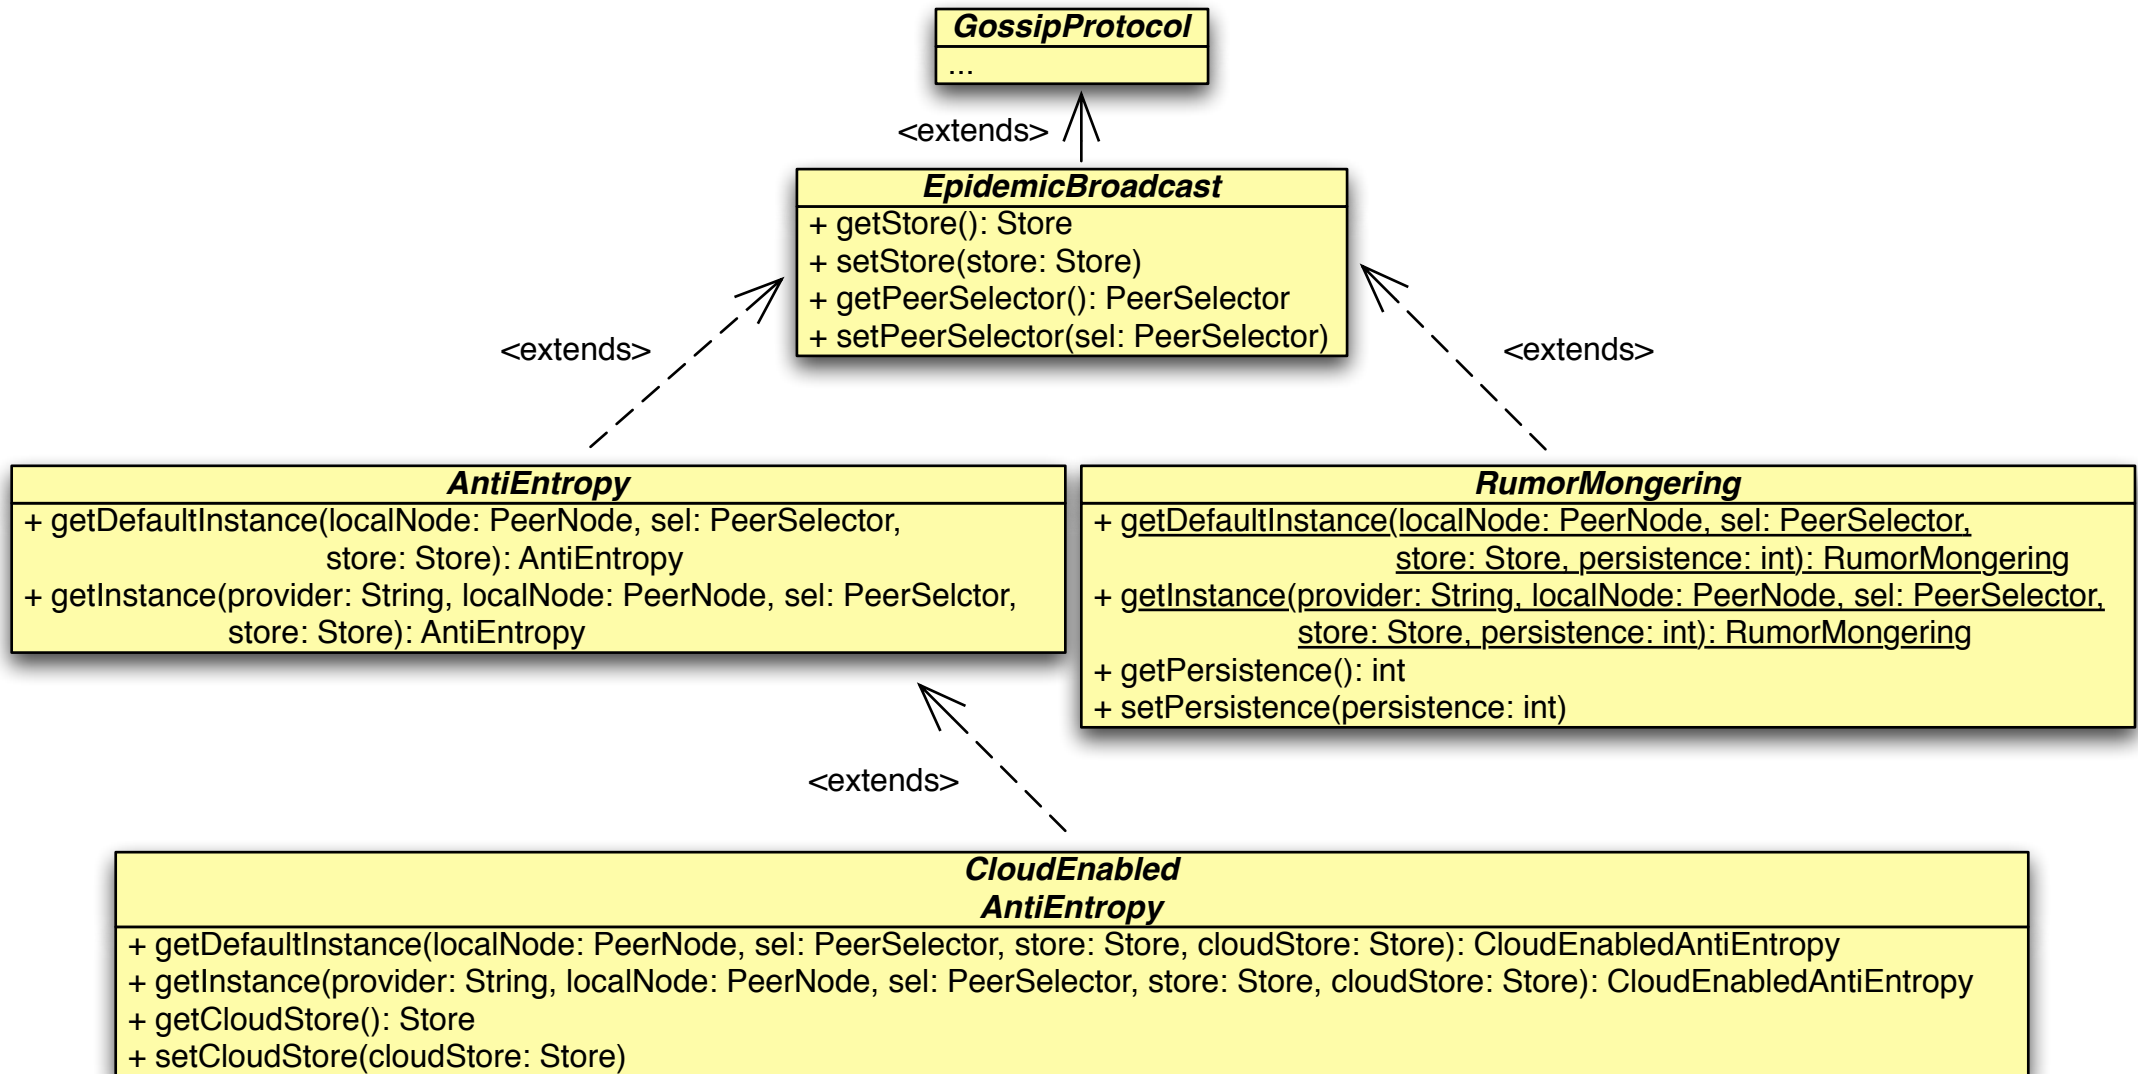 GossipProtocol
...
<extends>
EpidemicBroadcast
+ getStore(): Store
+ setStore(store: Store)
+ getPeerSelector(): PeerSelector
+ setPeerSelector(sel: PeerSelector)
<extends>
<extends>
AntiEntropy
+ getDefaultInstance(localNode: PeerNode, sel: PeerSelector,
store: Store): AntiEntropy
+ getInstance(provider: String, localNode: PeerNode, sel: PeerSelctor,
store: Store): AntiEntropy
RumorMongering
+ getDefaultInstance(localNode: PeerNode, sel: PeerSelector,
store: Store, persistence: int): RumorMongering
+ getInstance(provider: String, localNode: PeerNode, sel: PeerSelector,
store: Store, persistence: int): RumorMongering
+ getPersistence(): int
+ setPersistence(persistence: int)
<extends>
CloudEnabled
AntiEntropy
+ getDefaultInstance(localNode: PeerNode, sel: PeerSelector, store: Store, cloudStore: Store): CloudEnabledAntiEntropy
+ getInstance(provider: String, localNode: PeerNode, sel: PeerSelector, store: Store, cloudStore: Store): CloudEnabledAntiEntropy
+ getCloudStore(): Store
+ setCloudStore(cloudStore: Store)